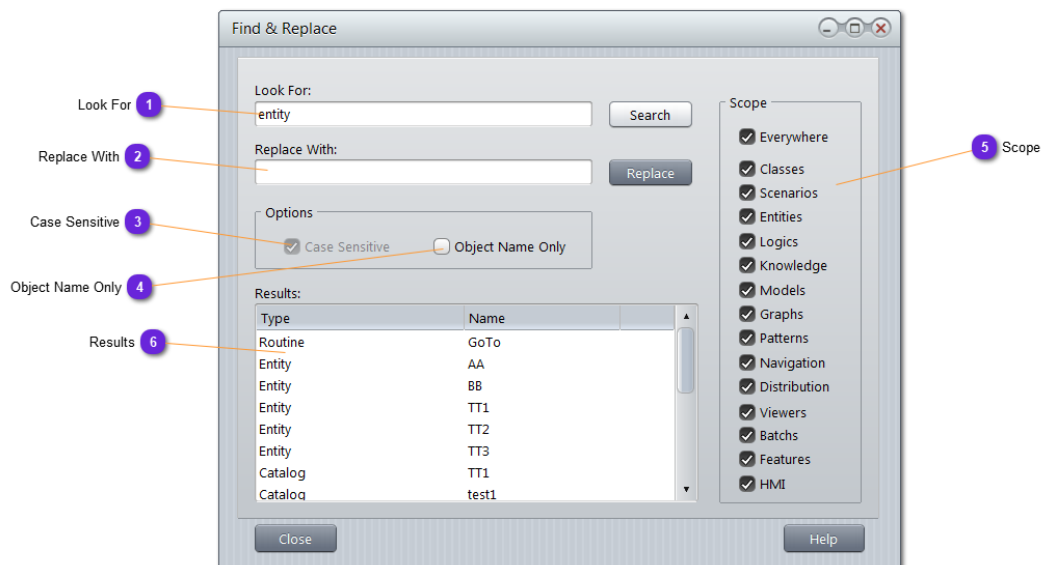 Find & Replace
Look For:
Look For 1
entity
Search
Replace With:
Replace With 2
Replace
Options
Case Sensitive 3
Case Sensitive
Object Name Only
Object Name Only 4
Results:
Type Name
Results 6
Routine GoTo
Entity AA
Entity BB
Entity TT1
Entity TT2
Entity TT3
Catalog TT1
Catalog test1
Scope
5 Scope
Everywhere
Classes
Scenarios
Entities
Logics
Knowledge
Models
Graphs
Patterns
Navigation
Distribution
Viewers
Batchs
Features
HMI
Close
Help